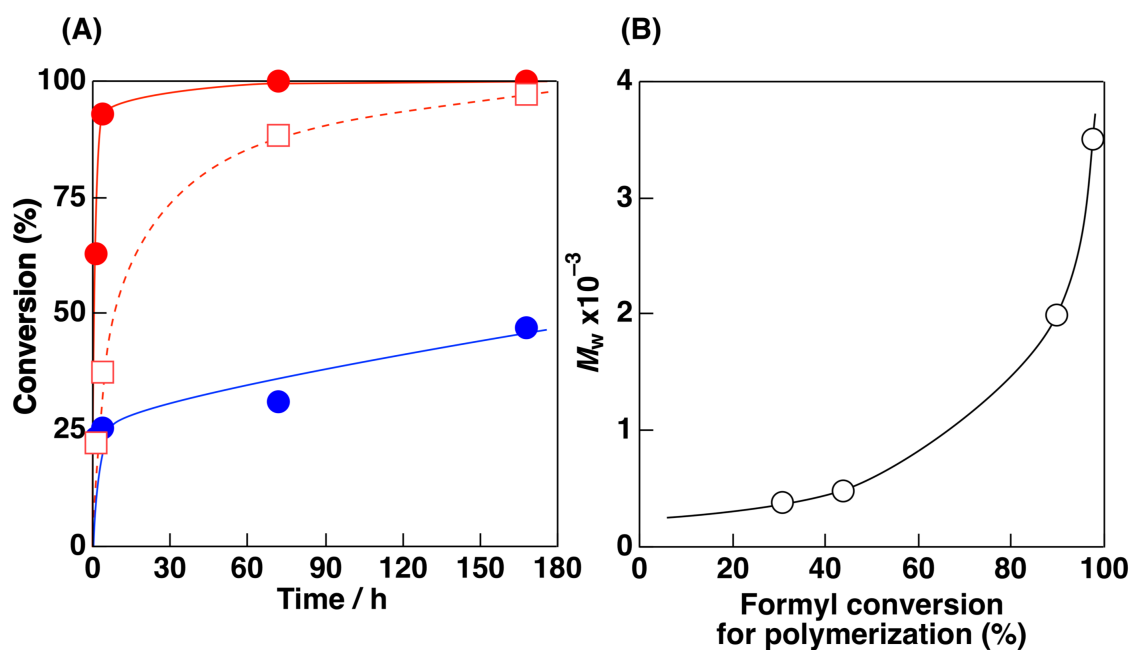 (A)
Conversion (%)
100
75
50
25
0
0 30 60 90 120 150 180
Time / h
(B)
Mw x10⁻³
4
3
2
1
0
0 20 40 60 80 100
Formyl conversion
for polymerization (%)